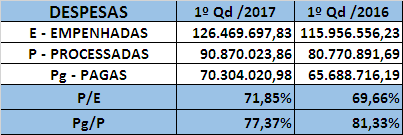 DESPESAS 1º Qd /2017 1º Qd /2016
E - EMPENHADAS 126.469.697,83 115.956.556,23
P - PROCESSADAS 90.870.023,86 80.770.891,69
Pg - PAGAS 70.304.020,98 65.688.716,19
P/E 71,85% 69,66%
Pg/P 77,37% 81,33%